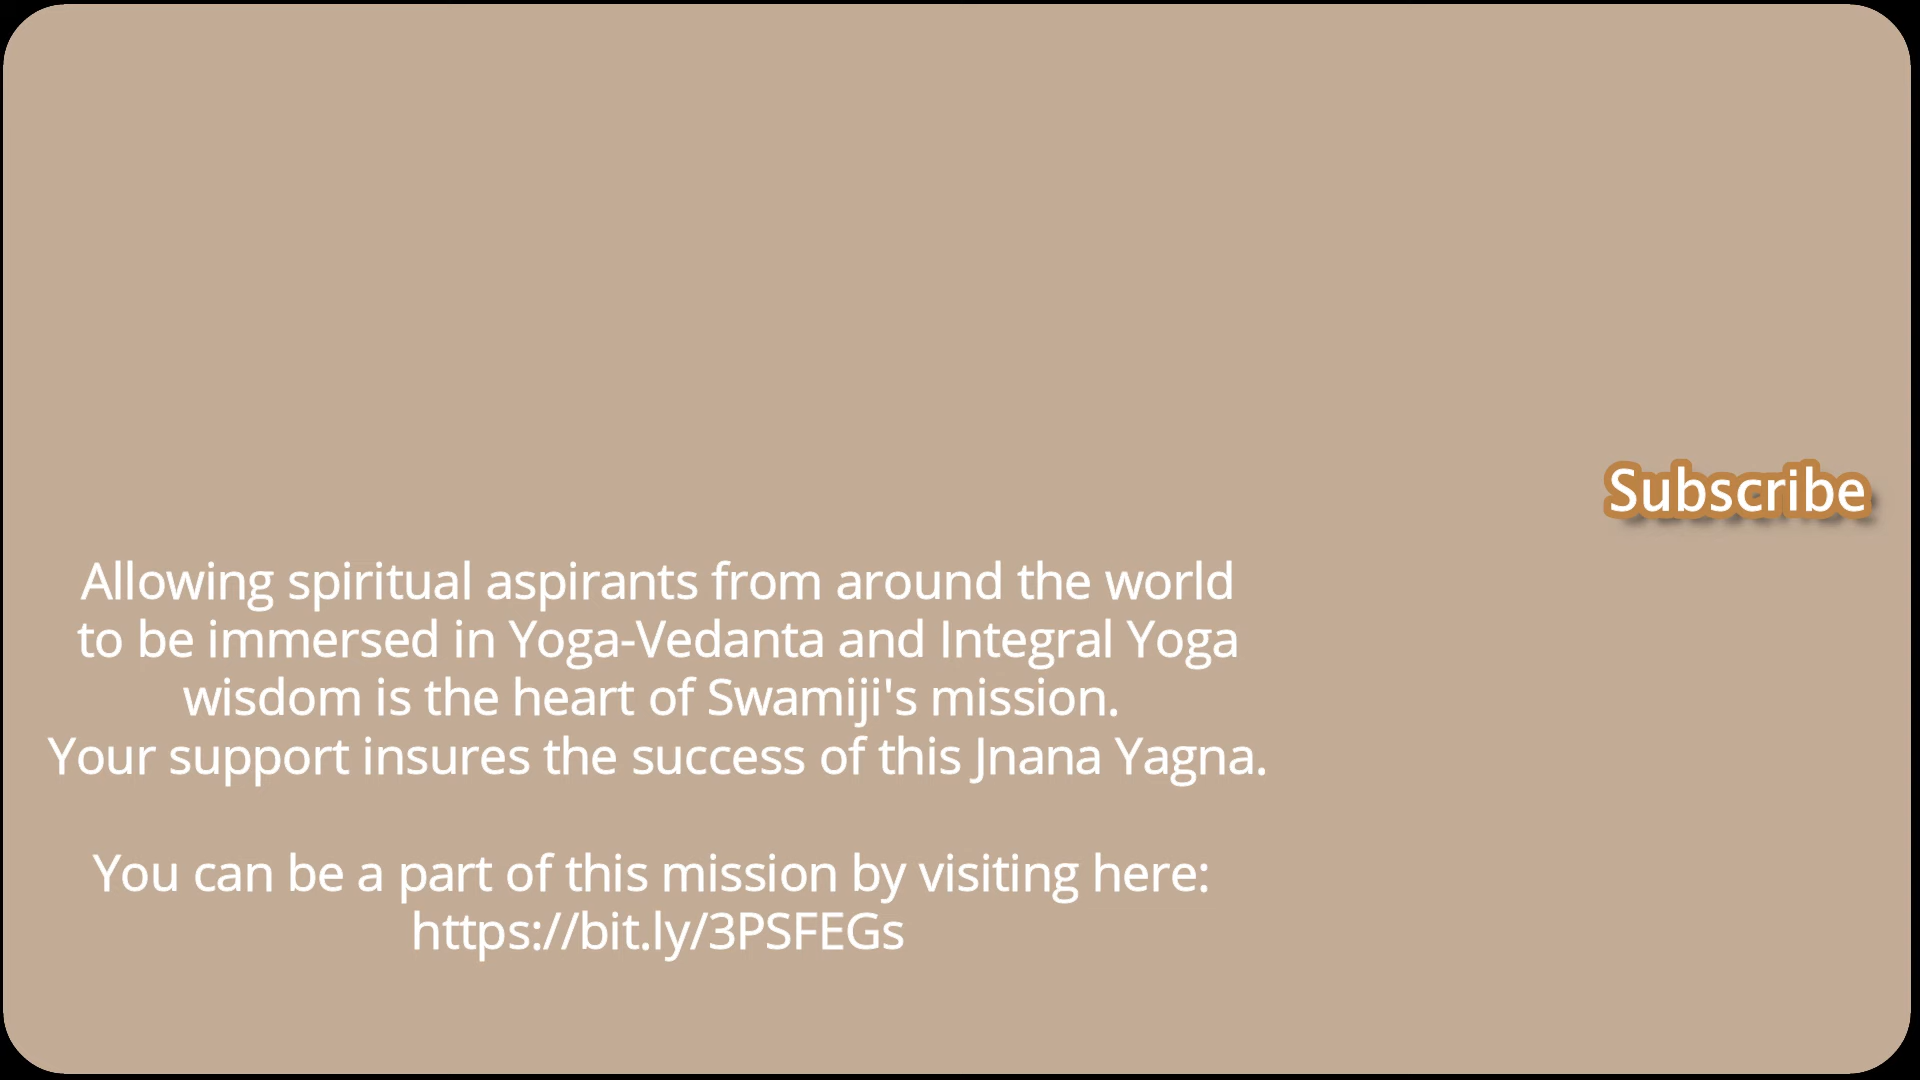 Subscribe
Allowing spiritual aspirants from around the world
to be immersed in Yoga-Vedanta and Integral Yoga
wisdom is the heart of Swamiji's mission.
Your support insures the success of this Jnana Yagna.
You can be a part of this mission by visiting here:
https://bit.ly/3PSFEGs